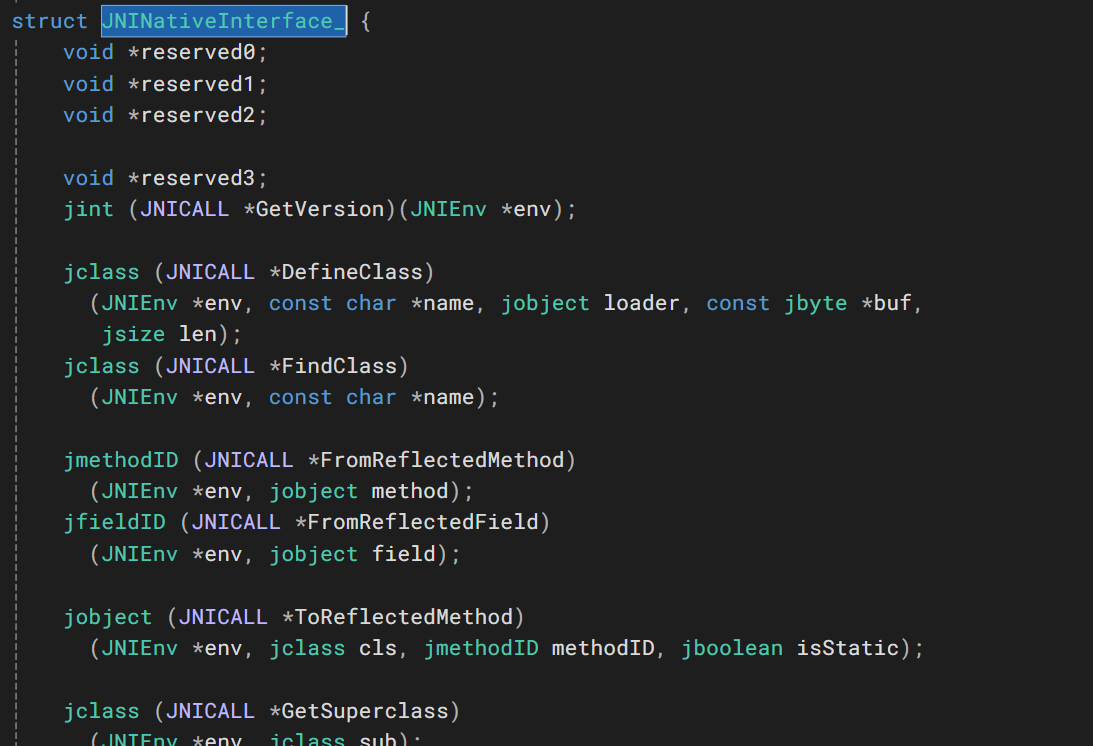 struct JNINativeInterface_ {
    void *reserved0;
    void *reserved1;
    void *reserved2;

    void *reserved3;
    jint (JNICALL *GetVersion)(JNIEnv *env);

    jclass (JNICALL *DefineClass)
      (JNIEnv *env, const char *name, jobject loader, const jbyte *buf,
       jsize len);
    jclass (JNICALL *FindClass)
      (JNIEnv *env, const char *name);

    jmethodID (JNICALL *FromReflectedMethod)
      (JNIEnv *env, jobject method);
    jfieldID (JNICALL *FromReflectedField)
      (JNIEnv *env, jobject field);

    jobject (JNICALL *ToReflectedMethod)
      (JNIEnv *env, jclass cls, jmethodID methodID, jboolean isStatic);

    jclass (JNICALL *GetSuperclass)
      (JNIEnv *env, jclass sub);